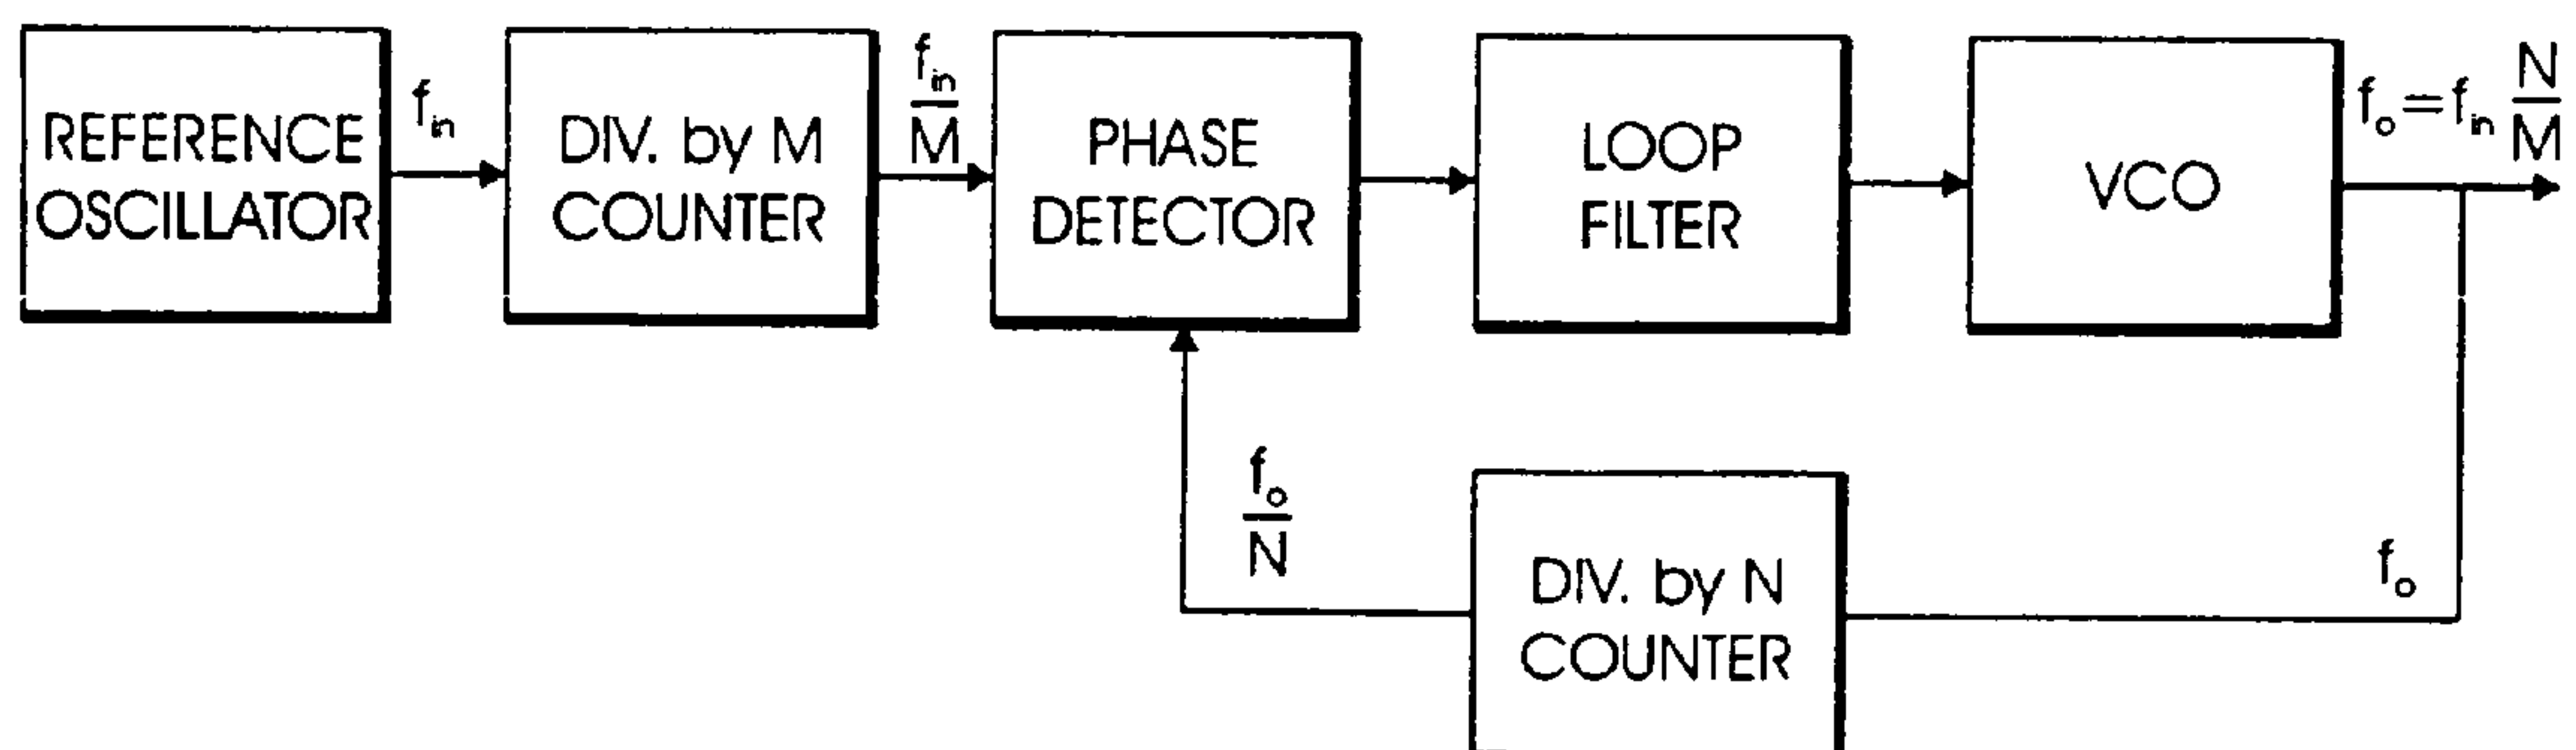 REFERENCE
OSCILLATOR
f_in
DIV. by M
COUNTER
f_in
M
PHASE
DETECTOR
LOOP
FILTER
VCO
f_o = f_in N/M
f_o
N
DIV. by N
COUNTER
f_o